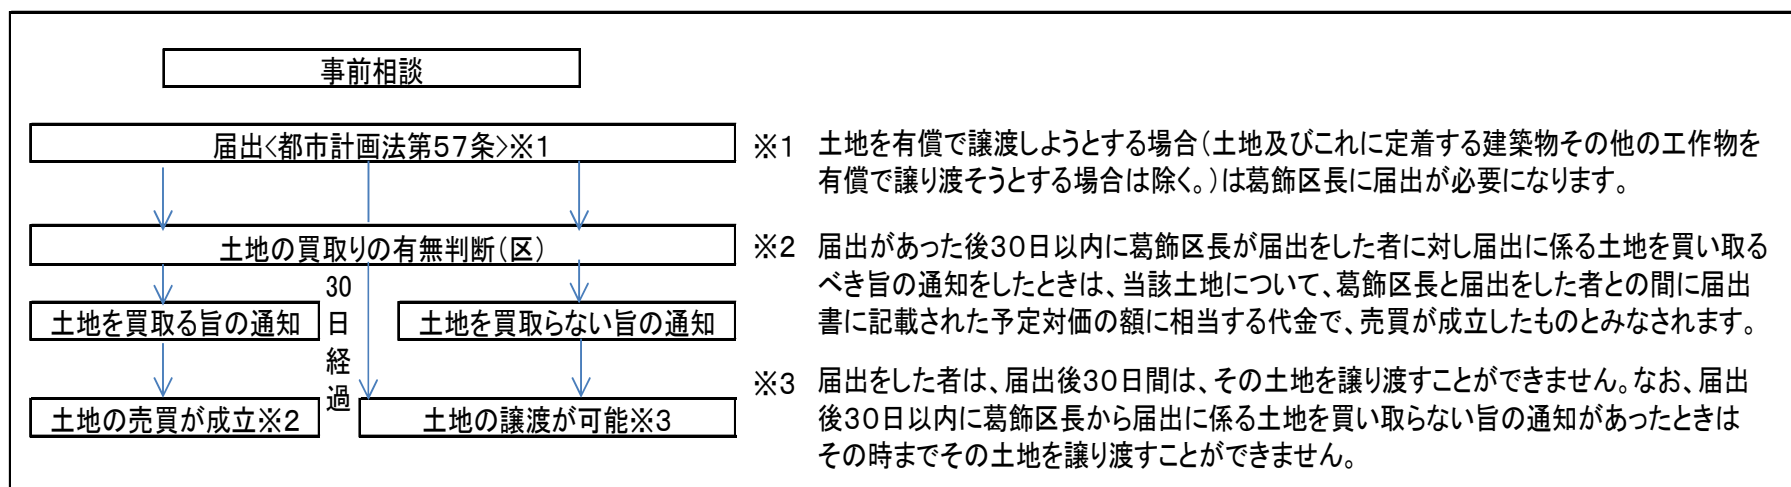 事前相談
届出<都市計画法第57条>※1
土地の買取りの有無判断(区)
土地を買取る旨の通知
30日経過
土地を買取らない旨の通知
土地の売買が成立※2
土地の譲渡が可能※3
※1 土地を有償で譲渡しようとする場合(土地及びこれに定着する建築物その他の工作物を
有償で譲り渡そうとする場合は除く。)は葛飾区長に届出が必要になります。
※2 届出があった後30日以内に葛飾区長が届出をした者に対し届出に係る土地を買い取る
べき旨の通知をしたときは、当該土地について、葛飾区長と届出をした者との間に届出
書に記載された予定対価の額に相当する代金で、売買が成立したものとみなされます。
※3 届出をした者は、届出後30日間は、その土地を譲り渡すことができません。なお、届出
後30日以内に葛飾区長から届出に係る土地を買い取らない旨の通知があったときは
その時までその土地を譲り渡すことができません。